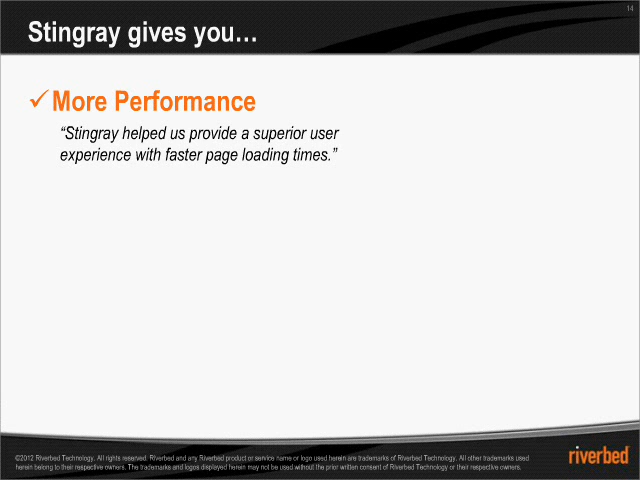 14
Stingray gives you…
✓ More Performance
“Stingray helped us provide a superior user
experience with faster page loading times.”
©2012 Riverbed Technology. All rights reserved. Riverbed and any Riverbed product or service name or logo used herein are trademarks of Riverbed Technology. All other trademarks used
herein belong to their respective owners. The trademarks and logos displayed herein may not be used without the prior written consent of Riverbed Technology or their respective owners.
riverbed